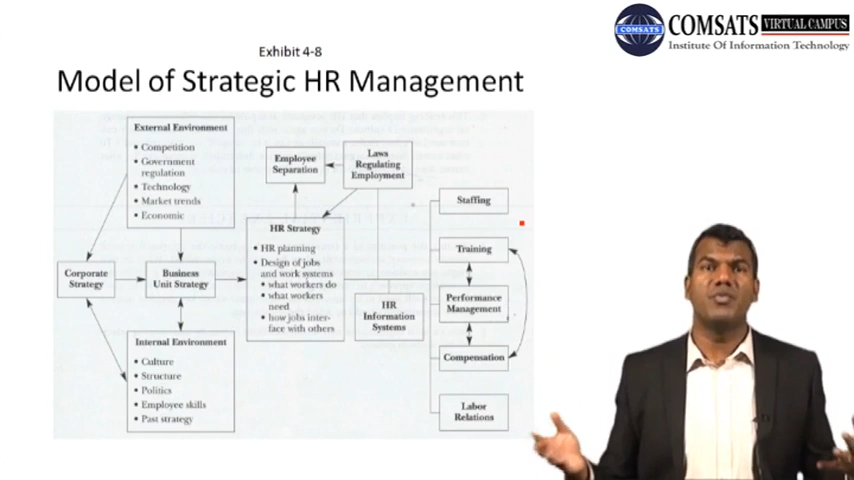 COMSATS VIRTUAL CAMPUS
COMSATS
Institute Of Information Technology
Exhibit 4-8
Model of Strategic HR Management
External Environment
• Competition
• Government
regulation
• Technology
• Market trends
• Economic
Employee
Separation
Laws
Regulating
Employment
Corporate
Strategy
Business
Unit Strategy
HR Strategy
• HR planning
• Design of jobs
and work systems
• what workers do
• what workers
need
• how jobs inter-
face with others
HR
Information
Systems
Staffing
Training
Performance
Management
Compensation
Labor
Relations
Internal Environment
• Culture
• Structure
• Politics
• Employee skills
• Past strategy